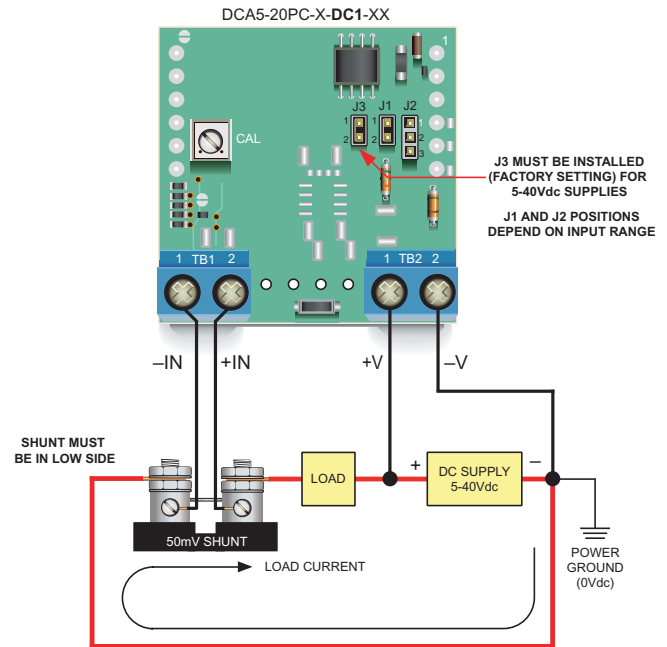 DCA5-20PC-X-DC1-XX
1
J3 J1 J2
1
2
1
2
1
2
3
CAL
J3 MUST BE INSTALLED
(FACTORY SETTING) FOR
5-40Vdc SUPPLIES
J1 AND J2 POSITIONS
DEPEND ON INPUT RANGE
1 TB1 2
1 TB2 2
–IN
+IN
+V
–V
SHUNT MUST
BE IN LOW SIDE
LOAD
+
DC SUPPLY
5-40Vdc
–
50mV SHUNT
LOAD CURRENT
POWER
GROUND
(0Vdc)